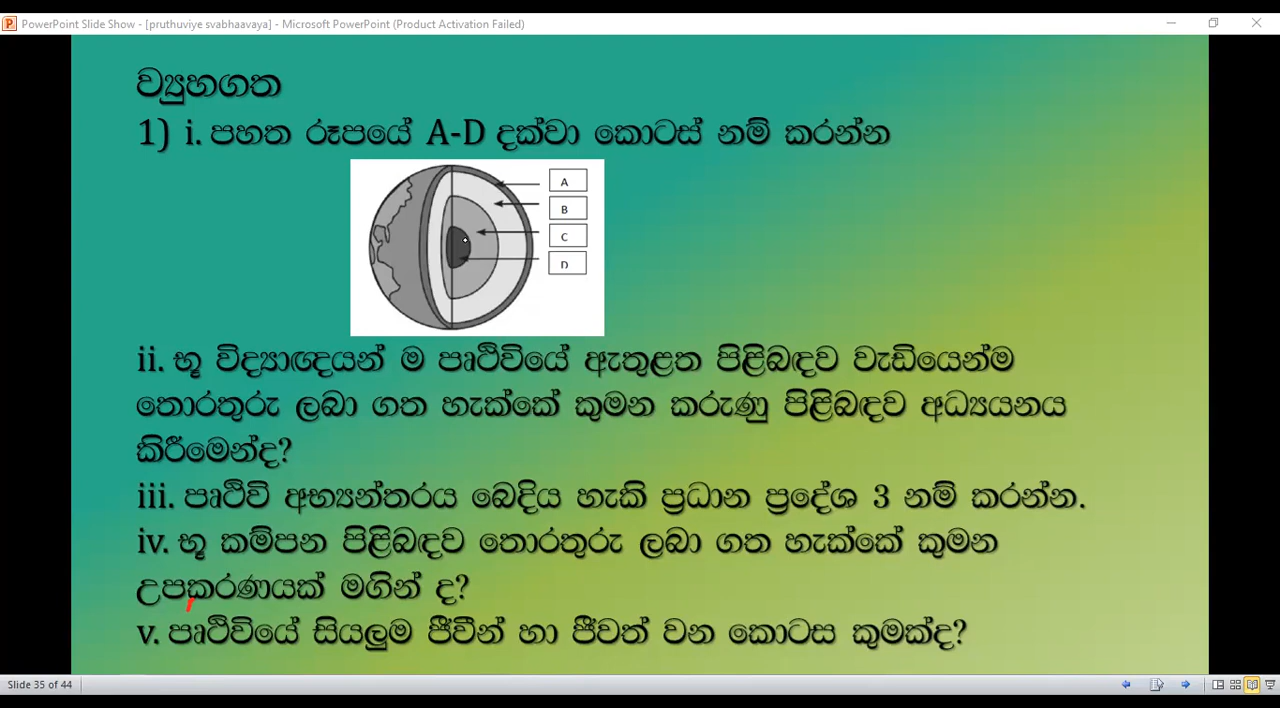 PowerPoint Slide Show - [pruthuviye svabhaavaya] - Microsoft PowerPoint (Product Activation Failed)
ව්‍යුහගත
1) i. පහත රූපයේ A-D දක්වා කොටස් නම් කරන්න
A
B
C
D
ii. භූ විද්‍යාඥයන් ම පෘථිවියේ ඇතුළත පිළිබඳව වැඩියෙන්ම
තොරතුරු ලබා ගත හැක්කේ කුමන කරුණු පිළිබඳව අධ්‍යයනය
කිරීමෙන්ද?
iii. පෘථිවි අභ්‍යන්තරය බෙදිය හැකි ප්‍රධාන ප්‍රදේශ 3 නම් කරන්න.
iv. භූ කම්පන පිළිබඳව තොරතුරු ලබා ගත හැක්කේ කුමන
උපකරණයක් මගින් ද?
v. පෘථිවියේ සියලුම ජීවීන් හා ජීවත් වන කොටස කුමක්ද?
Slide 35 of 44